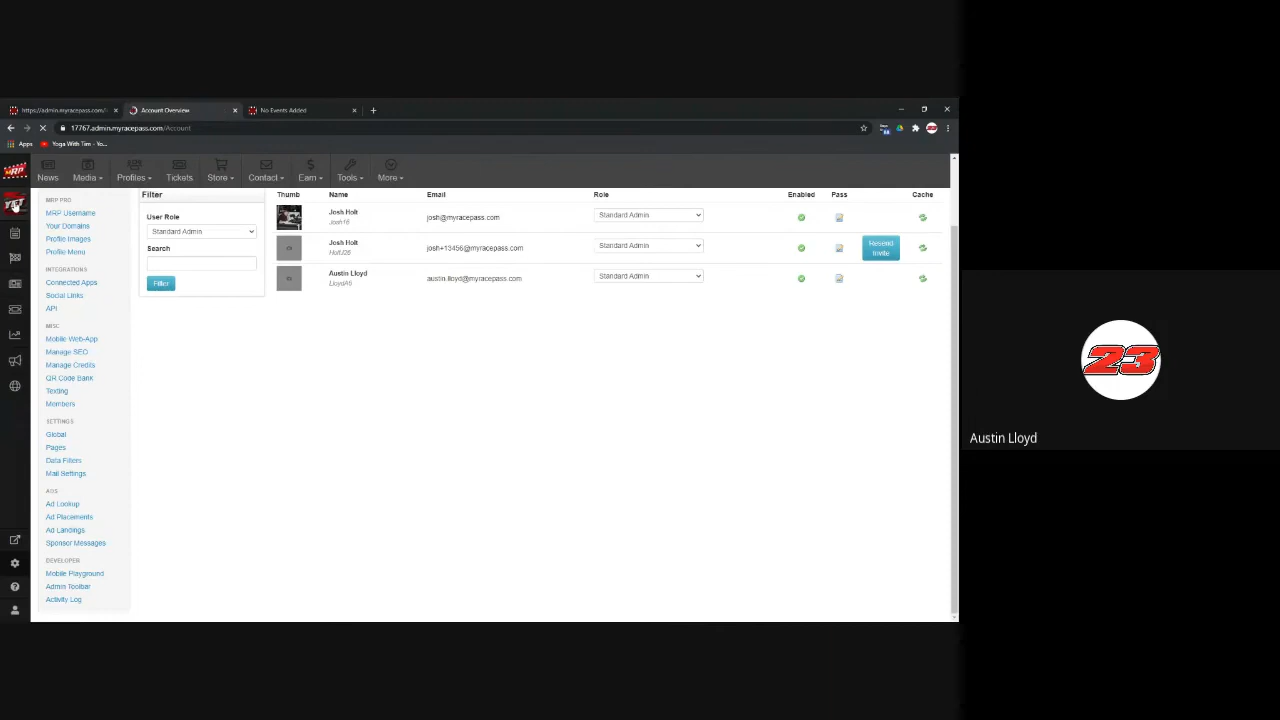 https://admin.myracepass.com/
Account Overview
No Events Added
17767.admin.myracepass.com/Account
Apps
Yoga With Tim - Yo...
MRP
News
Media
Profiles
Tickets
Store
Contact
Earn
Tools
More
MRP PRO
MRP Username
Your Domains
Profile Images
Profile Menu
INTEGRATIONS
Connected Apps
Social Links
API
MISC
Mobile Web-App
Manage SEO
Manage Credits
QR Code Bank
Texting
Members
SETTINGS
Global
Pages
Data Filters
Mail Settings
ADS
Ad Lookup
Ad Placements
Ad Landings
Sponsor Messages
DEVELOPER
Mobile Playground
Admin Toolbar
Activity Log
Filter
User Role
Standard Admin
Search
Filter
Thumb Name Email Role Enabled Pass Cache
Josh Holt josh@myracepass.com Standard Admin
Josh Holt josh+13456@myracepass.com Standard Admin Resend Invite
HoltJ26
Austin Lloyd austin.lloyd@myracepass.com Standard Admin
23
Austin Lloyd